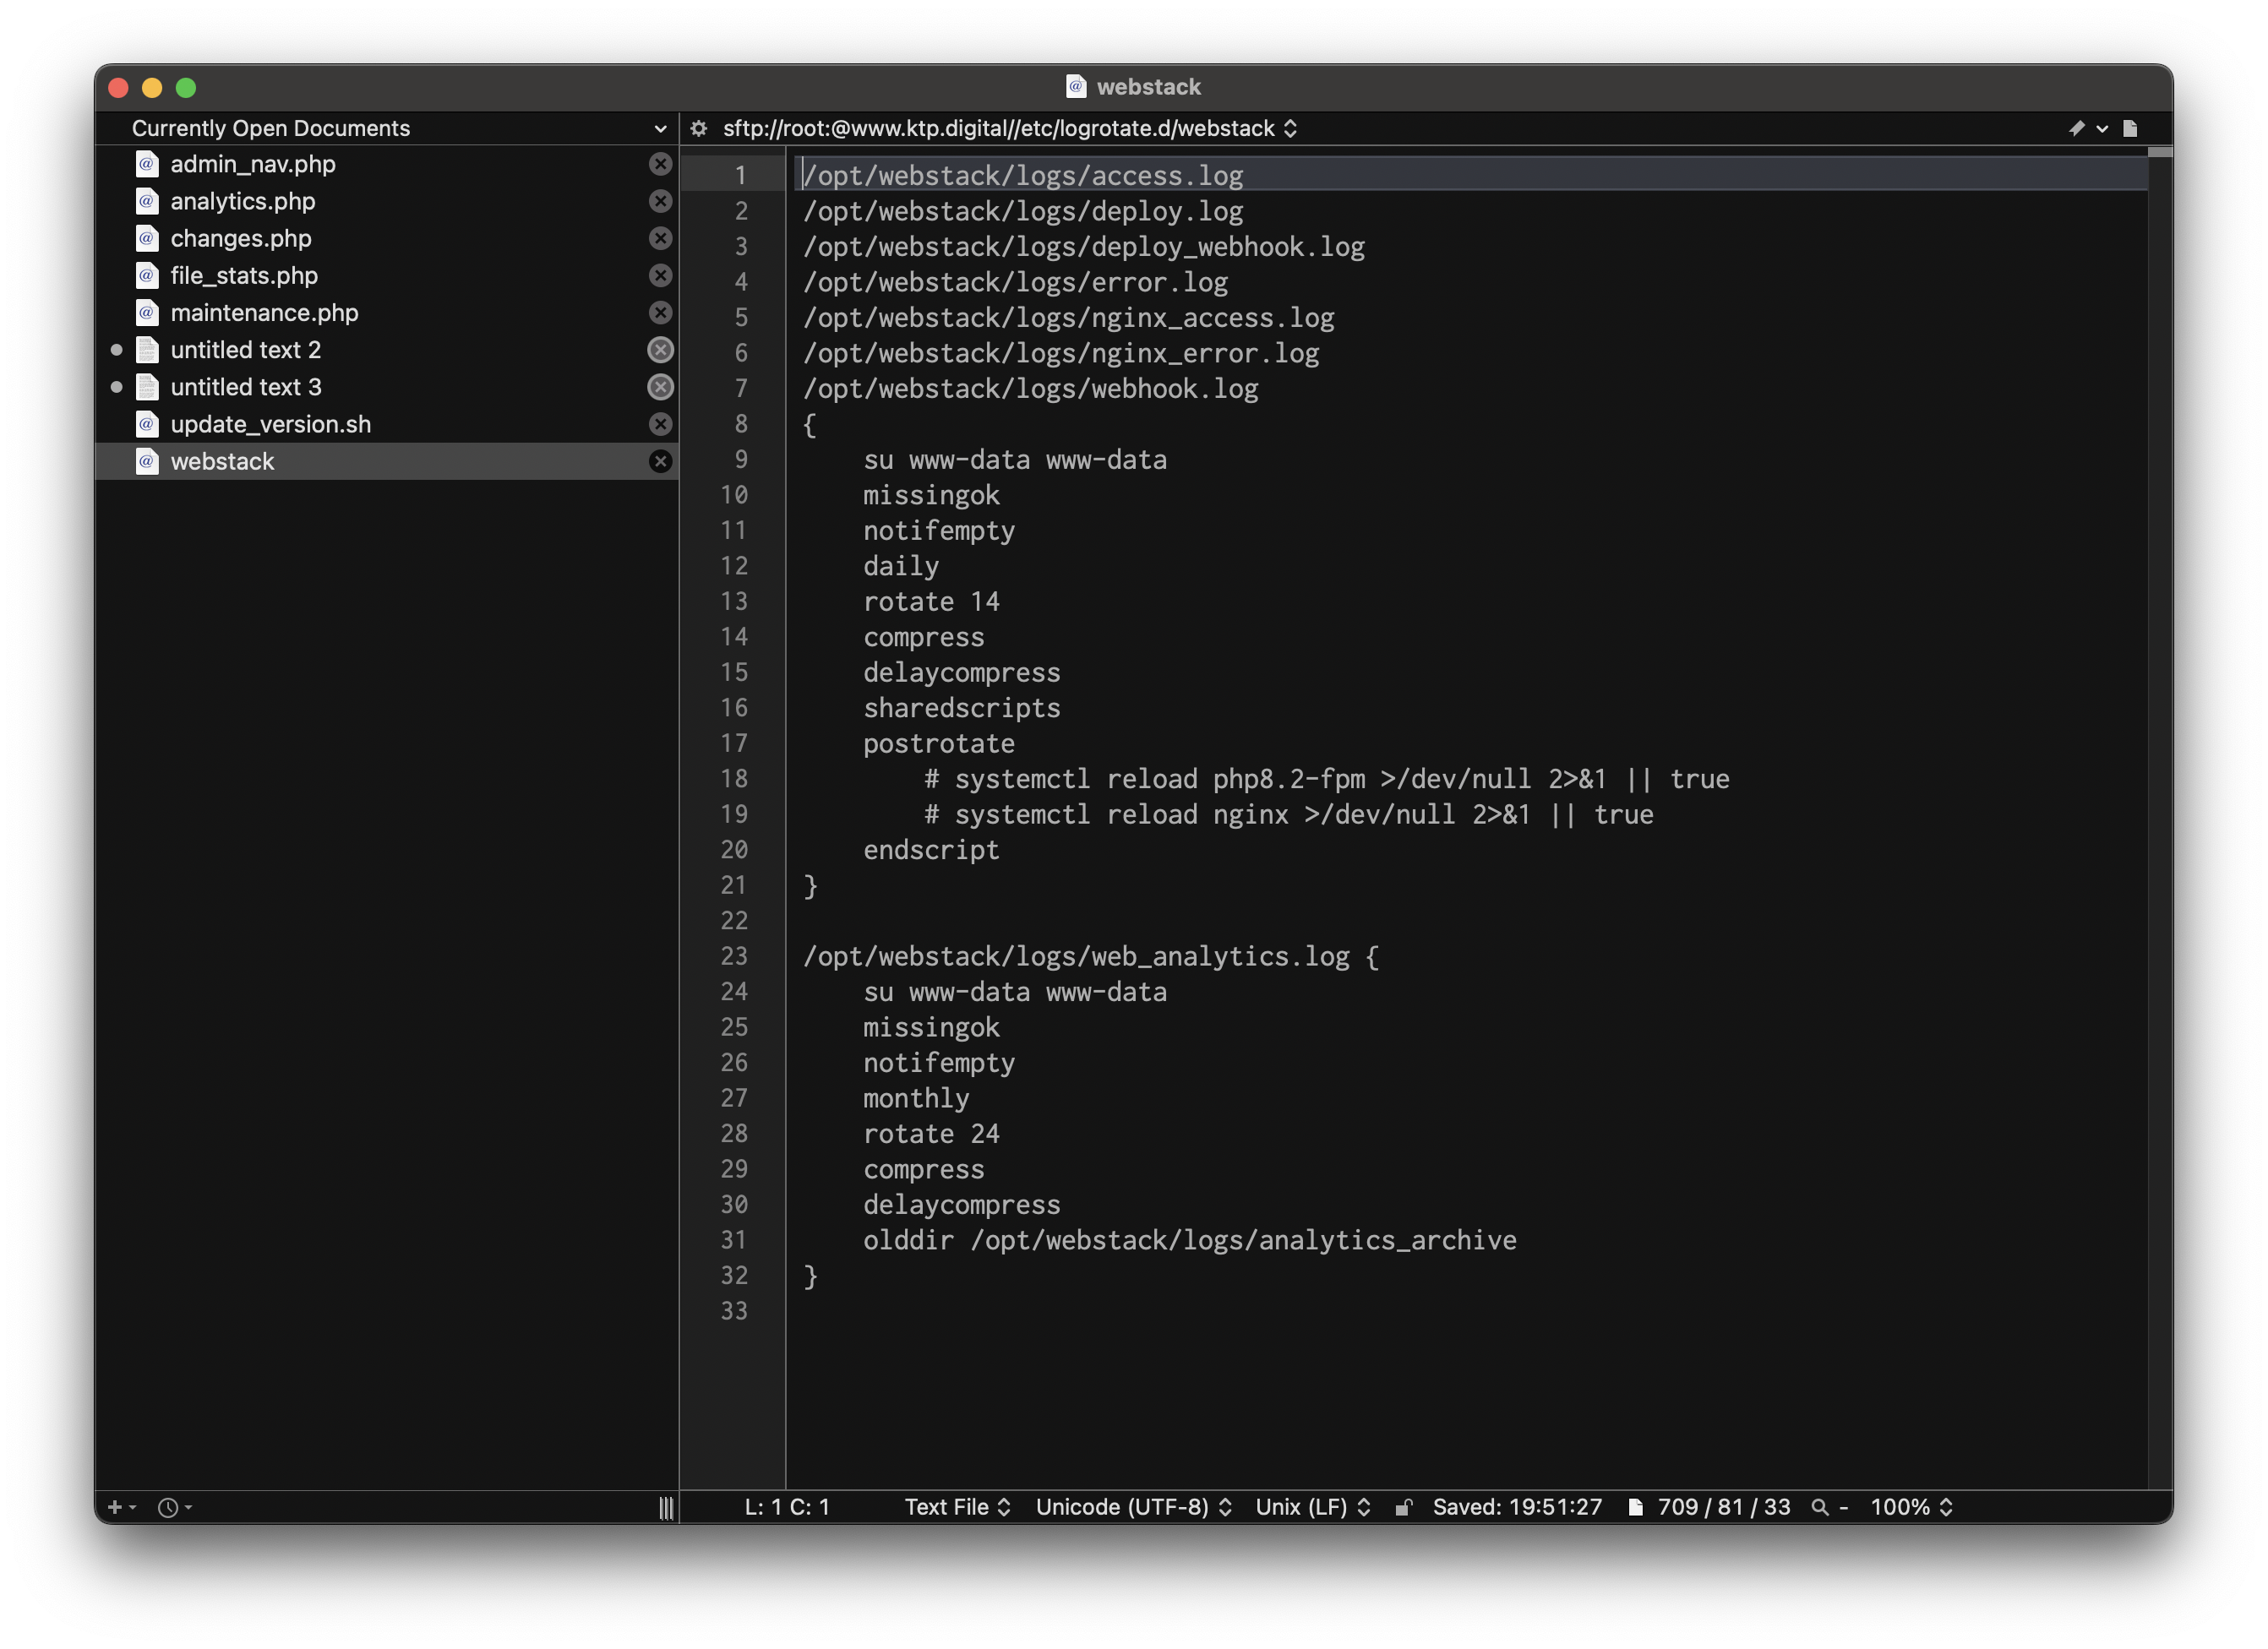 webstack
Currently Open Documents
sftp://root:@www.ktp.digital//etc/logrotate.d/webstack
admin_nav.php
analytics.php
changes.php
file_stats.php
maintenance.php
untitled text 2
untitled text 3
update_version.sh
webstack
1 /opt/webstack/logs/access.log
2 /opt/webstack/logs/deploy.log
3 /opt/webstack/logs/deploy_webhook.log
4 /opt/webstack/logs/error.log
5 /opt/webstack/logs/nginx_access.log
6 /opt/webstack/logs/nginx_error.log
7 /opt/webstack/logs/webhook.log
8 {
9     su www-data www-data
10     missingok
11     notifempty
12     daily
13     rotate 14
14     compress
15     delaycompress
16     sharedscripts
17     postrotate
18         # systemctl reload php8.2-fpm >/dev/null 2>&1 || true
19         # systemctl reload nginx >/dev/null 2>&1 || true
20     endscript
21 }
22
23 /opt/webstack/logs/web_analytics.log {
24     su www-data www-data
25     missingok
26     notifempty
27     monthly
28     rotate 24
29     compress
30     delaycompress
31     olddir /opt/webstack/logs/analytics_archive
32 }
33
L: 1 C: 1 Text File Unicode (UTF-8) Unix (LF) Saved: 19:51:27 709 / 81 / 33 - 100%